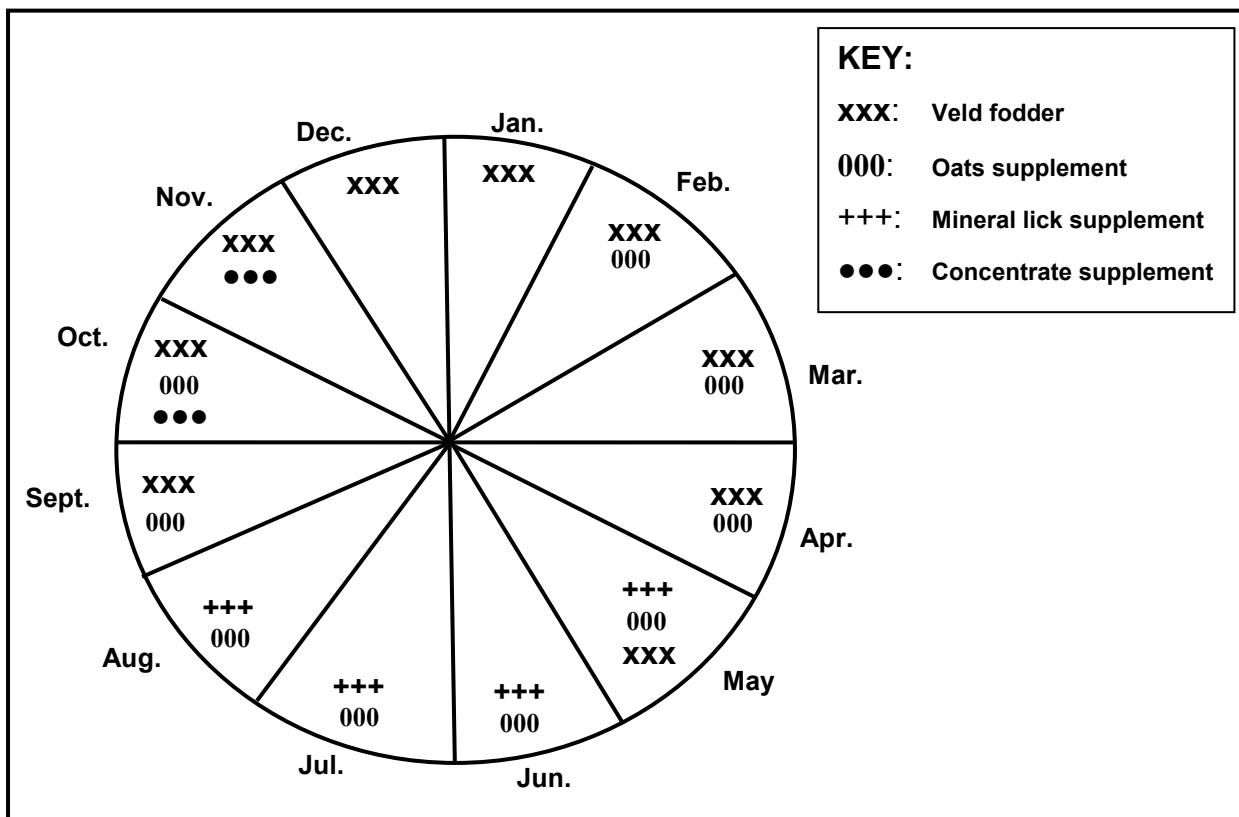 KEY:
xxx: Veld fodder
000: Oats supplement
+++: Mineral lick supplement
●●●: Concentrate supplement
Jan.
xxx
Feb.
xxx
000
Mar.
xxx
000
Apr.
xxx
000
May
+++
000
xxx
Jun.
+++
000
Jul.
+++
000
Aug.
+++
000
Sept.
xxx
000
Oct.
xxx
000
●●●
Nov.
xxx
●●●
Dec.
xxx